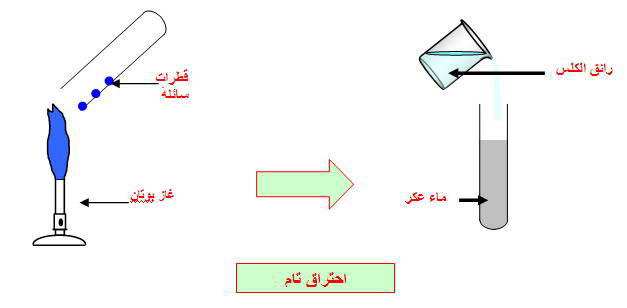 رائق الكلس
قطرات
سائلة
غاز بوتان
ماء عكر
احتراق تام